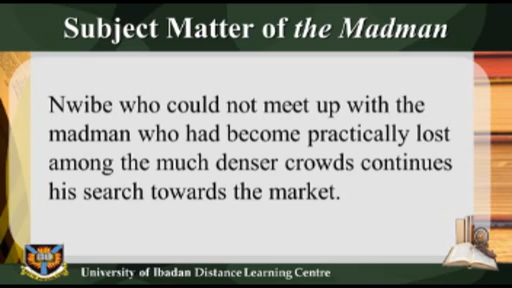 Subject Matter of the Madman
Nwibe who could not meet up with the
madman who had become practically lost
among the much denser crowds continues
his search towards the market.
University of Ibadan Distance Learning Centre